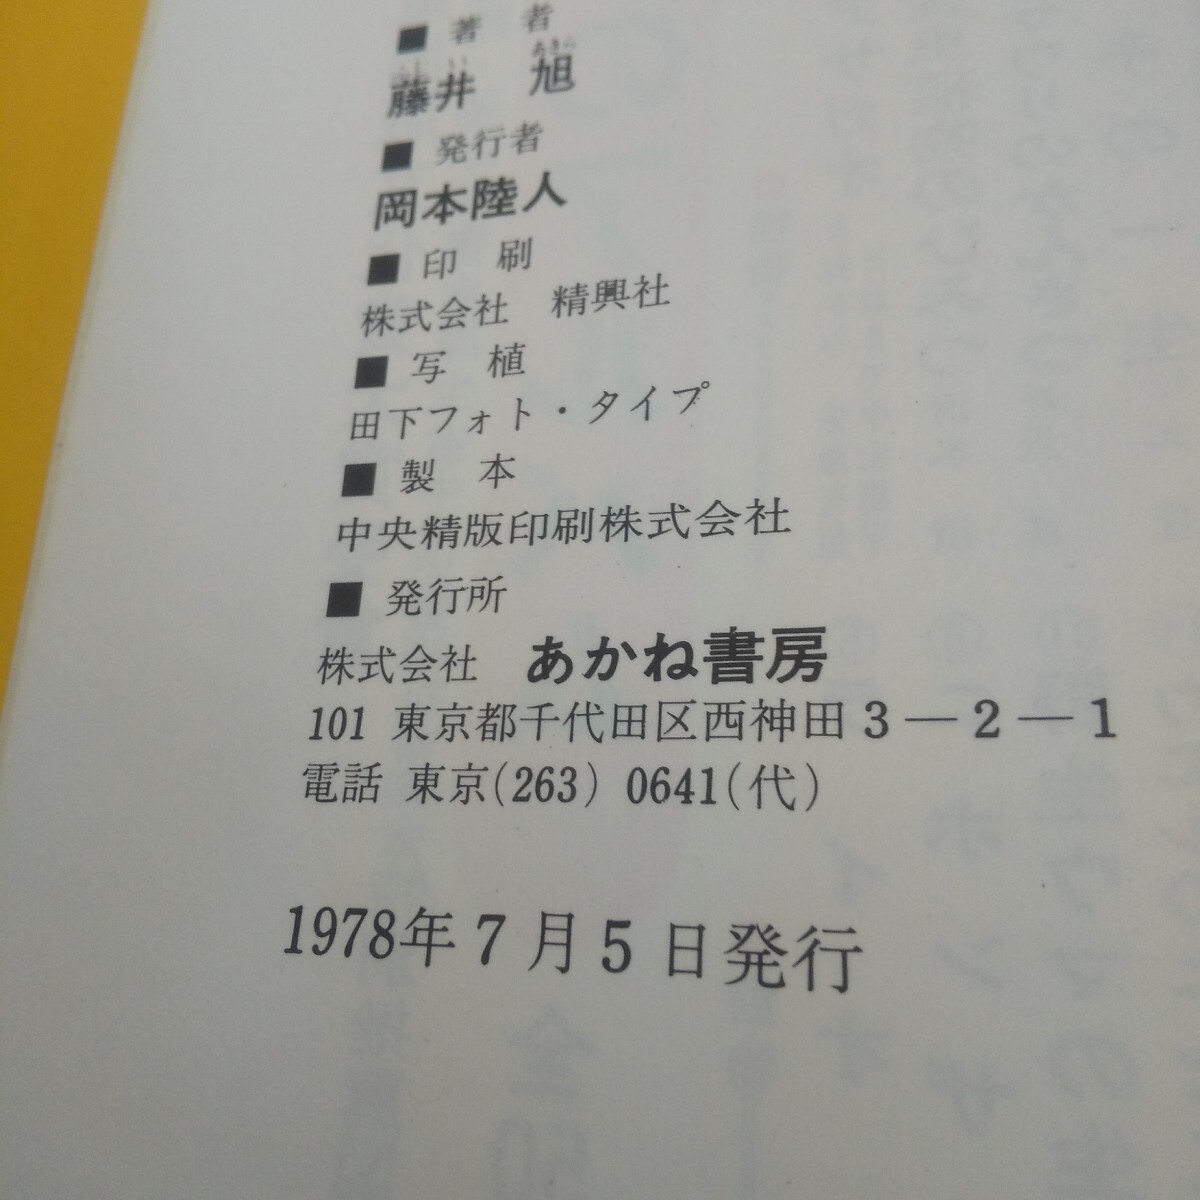 ■ 著者
藤井 旭
■ 発行者
岡本陸人
■ 印刷
株式会社 精興社
■ 写植
田下フォト・タイプ
■ 製本
中央精版印刷株式会社
■ 発行所
株式会社 あかね書房
101 東京都千代田区西神田3―2―1
電話 東京(263) 0641(代)
1978年7月5日発行